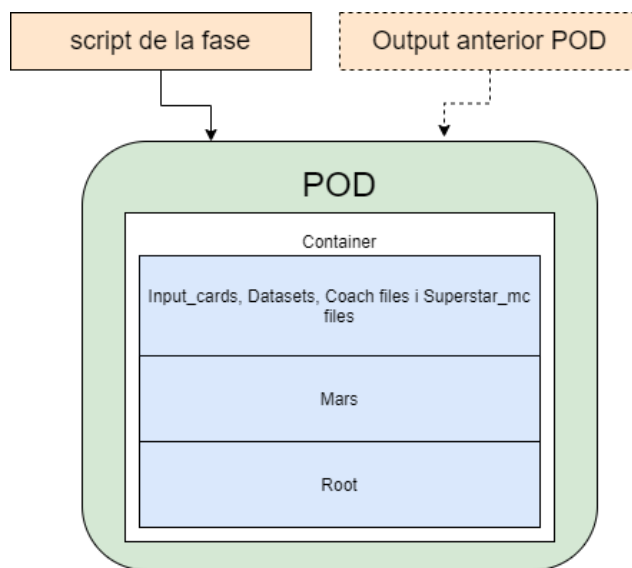 script de la fase
Output anterior POD
POD
Container
Input_cards, Datasets, Coach files i Superstar_mc
files
Mars
Root